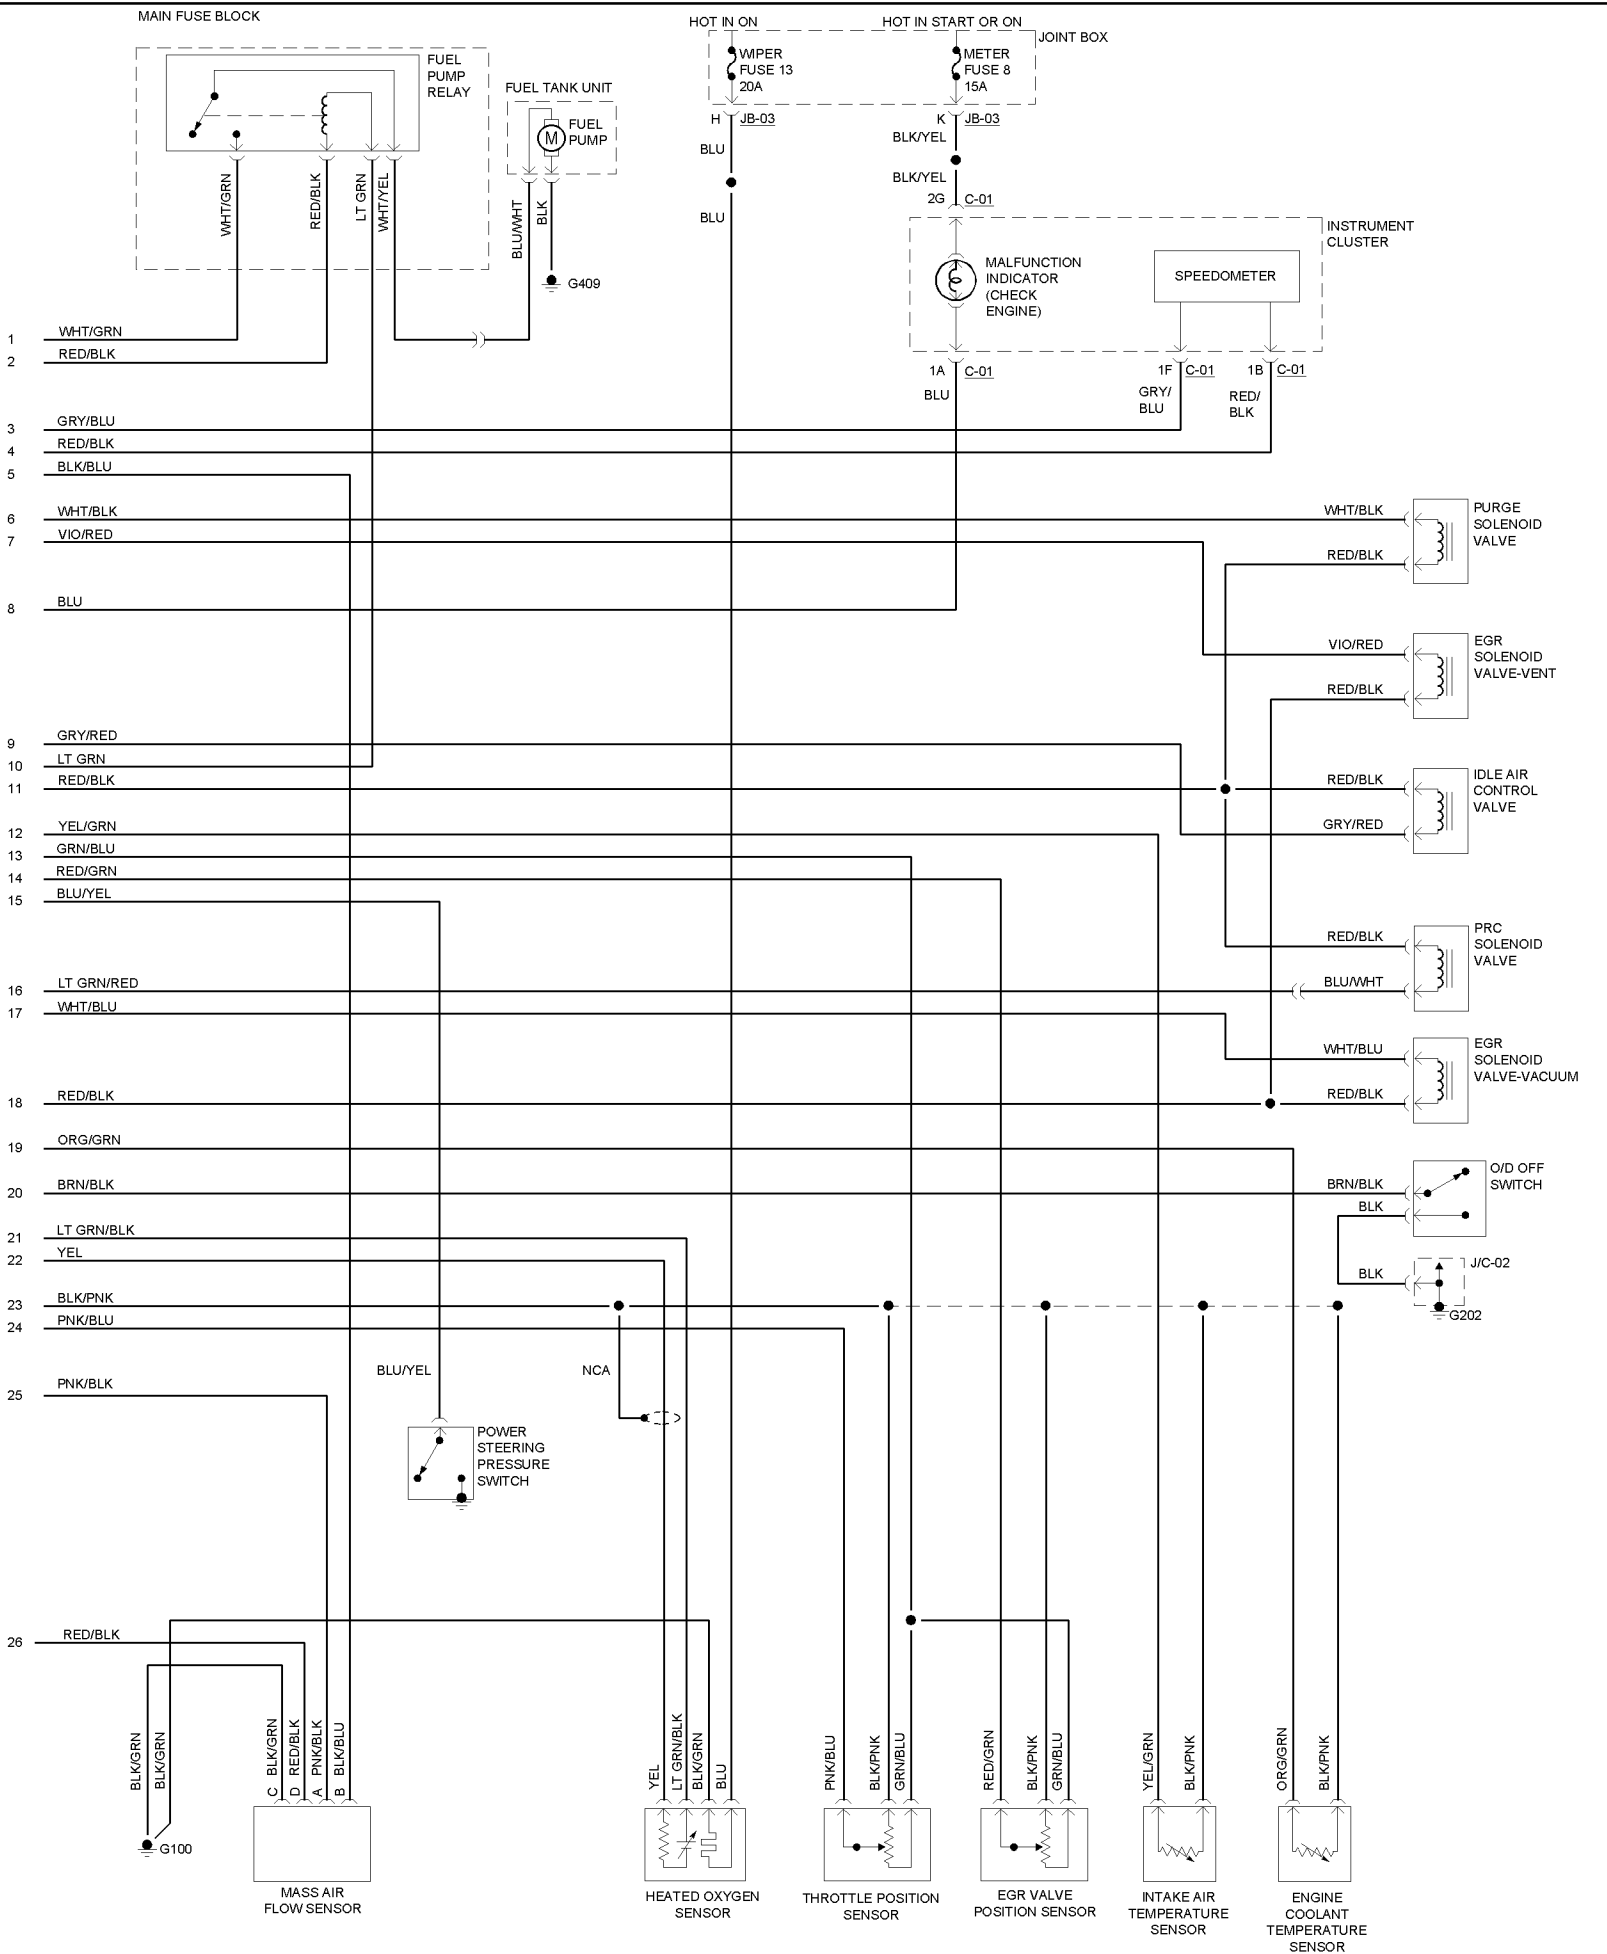 MAIN FUSE BLOCK
FUEL
PUMP
RELAY
FUEL TANK UNIT
FUEL
PUMP
M
HOT IN ON
HOT IN START OR ON
JOINT BOX
WIPER
FUSE 13
20A
METER
FUSE 8
15A
H JB-03
K JB-03
BLU
BLK/YEL
BLU
BLK/YEL
2G C-01
WHT/GRN
RED/BLK
LT GRN
WHT/YEL
BLU/WHT
BLK
G409
INSTRUMENT
CLUSTER
MALFUNCTION
INDICATOR
(CHECK
ENGINE)
SPEEDOMETER
1A C-01
1F C-01
1B C-01
BLU
GRY/
BLU
RED/
BLK
1 WHT/GRN
2 RED/BLK
3 GRY/BLU
4 RED/BLK
5 BLK/BLU
6 WHT/BLK
7 VIO/RED
8 BLU
9 GRY/RED
10 LT GRN
11 RED/BLK
12 YEL/GRN
13 GRN/BLU
14 RED/GRN
15 BLU/YEL
16 LT GRN/RED
17 WHT/BLU
18 RED/BLK
19 ORG/GRN
20 BRN/BLK
21 LT GRN/BLK
22 YEL
23 BLK/PNK
24 PNK/BLU
25 PNK/BLK
26 RED/BLK
WHT/BLK
RED/BLK
PURGE
SOLENOID
VALVE
VIO/RED
RED/BLK
EGR
SOLENOID
VALVE-VENT
RED/BLK
GRY/RED
IDLE AIR
CONTROL
VALVE
RED/BLK
BLU/WHT
PRC
SOLENOID
VALVE
WHT/BLU
RED/BLK
EGR
SOLENOID
VALVE-VACUUM
BRN/BLK
BLK
O/D OFF
SWITCH
BLK
J/C-02
G202
BLU/YEL
NCA
POWER
STEERING
PRESSURE
SWITCH
BLK/GRN
BLK/GRN
G100
C BLK/GRN
D RED/BLK
A PNK/BLK
B BLK/BLU
MASS AIR
FLOW SENSOR
YEL
LT GRN/BLK
BLK/GRN
BLU
HEATED OXYGEN
SENSOR
PNK/BLU
BLK/PNK
GRN/BLU
THROTTLE POSITION
SENSOR
RED/GRN
BLK/PNK
GRN/BLU
EGR VALVE
POSITION SENSOR
YEL/GRN
BLK/PNK
INTAKE AIR
TEMPERATURE
SENSOR
ORG/GRN
BLK/PNK
ENGINE
COOLANT
TEMPERATURE
SENSOR